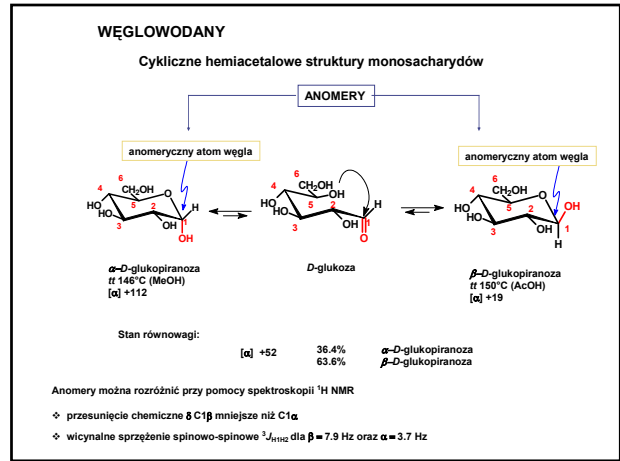 WĘGLOWODANY
Cykliczne hemiacetalowe struktury monosacharydów
ANOMERY
anomeryczny atom węgla
anomeryczny atom węgla
6
CH₂OH
4
HO
HO
5
O
2
3
OH
1
H
OH
6
CH₂OH
4
HO
HO
5
OH
2
3
OH
1
H
O
6
CH₂OH
4
HO
HO
5
O
2
3
OH
OH
1
H
α–D-glukopiranoza
tt 146°C (MeOH)
[α] +112
D-glukoza
β–D-glukopiranoza
tt 150°C (AcOH)
[α] +19
Stan równowagi:
[α] +52 36.4% α–D-glukopiranoza
63.6% β–D-glukopiranoza
Anomery można rozróżnić przy pomocy spektroskopii ¹H NMR
❖ przesunięcie chemiczne δ C1β mniejsze niż C1α
❖ wicynalne sprzężenie spinowo-spinowe ³J_H1H2 dla β = 7.9 Hz oraz α = 3.7 Hz